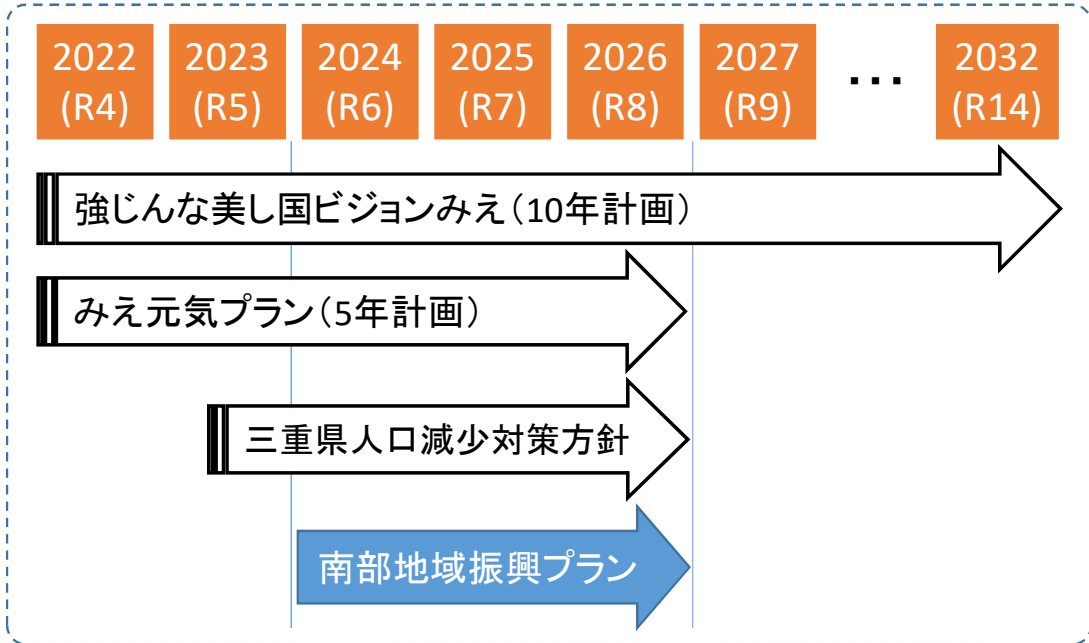 2022 2023 2024 2025 2026 2027 ... 2032
(R4) (R5) (R6) (R7) (R8) (R9) (R14)
強じんな美し国ビジョンみえ（10年計画）
みえ元気プラン（5年計画）
三重県人口減少対策方針
南部地域振興プラン